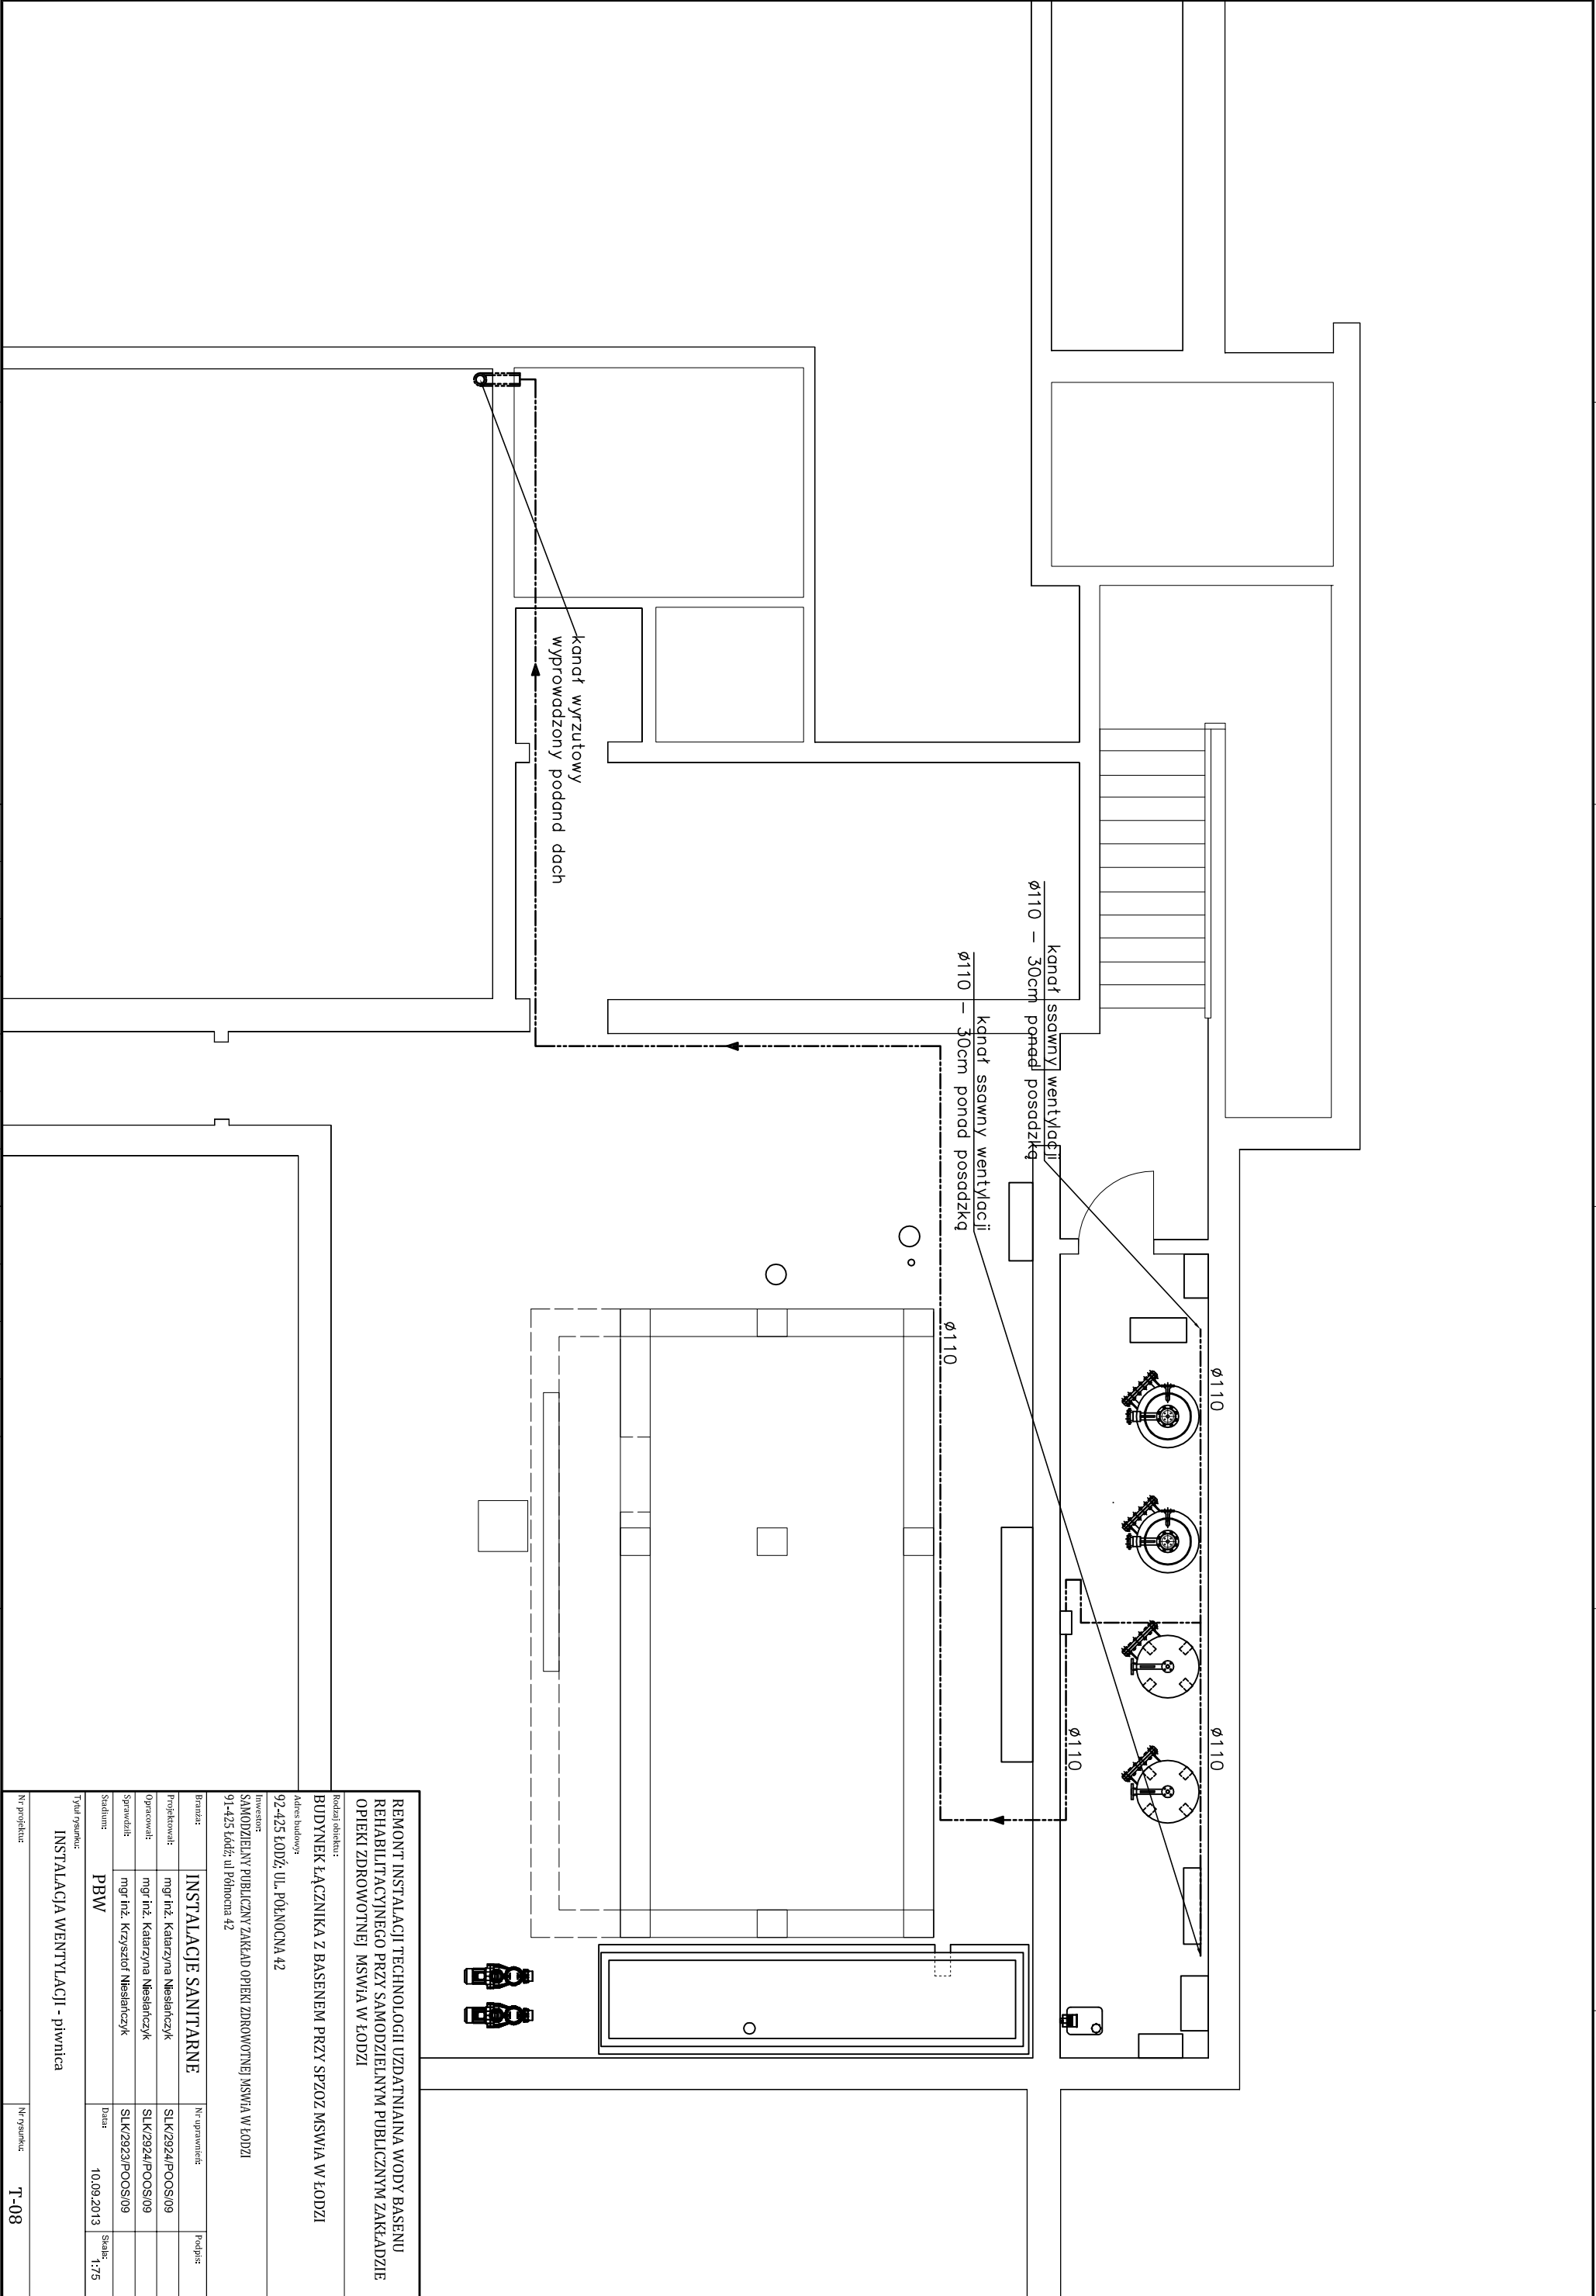 kanał ssawny wentylacji
ø110 – 30cm ponad posadzką
kanał ssawny wentylacji
ø110 – 30cm ponad posadzką
ø110
ø110
ø110
ø110
kanał wyrzutowy
wyprowadzony podand dach
REMONT INSTALACJI TECHNOLOGII UZDATNIAINA WODY BASENU
REHABILITACYJNEGO PRZY SAMODZIELNYM PUBLICZNYM ZAKŁADZIE
OPIEKI ZDROWOTNEJ MSWiA W ŁODZI
Rodzaj obiektu:
BUDYNEK ŁĄCZNIKA Z BASENEM PRZY SPZOZ MSWiA W ŁODZI
Adres budowy:
92-425 ŁODŹ; UL. PÓŁNOCNA 42
Inwestor:
SAMODZIELNY PUBLICZNY ZAKŁAD OPIEKI ZDROWOTNEJ MSWiA W ŁODZI
91-425 Łódź; ul Północna 42
Branża: INSTALACJE SANITARNE Nr uprawnień: Podpis:
Projektował: mgr inż. Katarzyna Nieslańczyk SLK/2924/POOS/09
Opracował: mgr inż. Katarzyna Nieslańczyk SLK/2924/POOS/09
Sprawdził: mgr inż. Krzysztof Nieslańczyk SLK/2923/POOS/09
Stadium: PBW Data: 10.09.2013 Skala: 1:75
Tytuł rysunku:
INSTALACJA WENTYLACJI - piwnica
Nr projektu: Nr rysunku: T-08